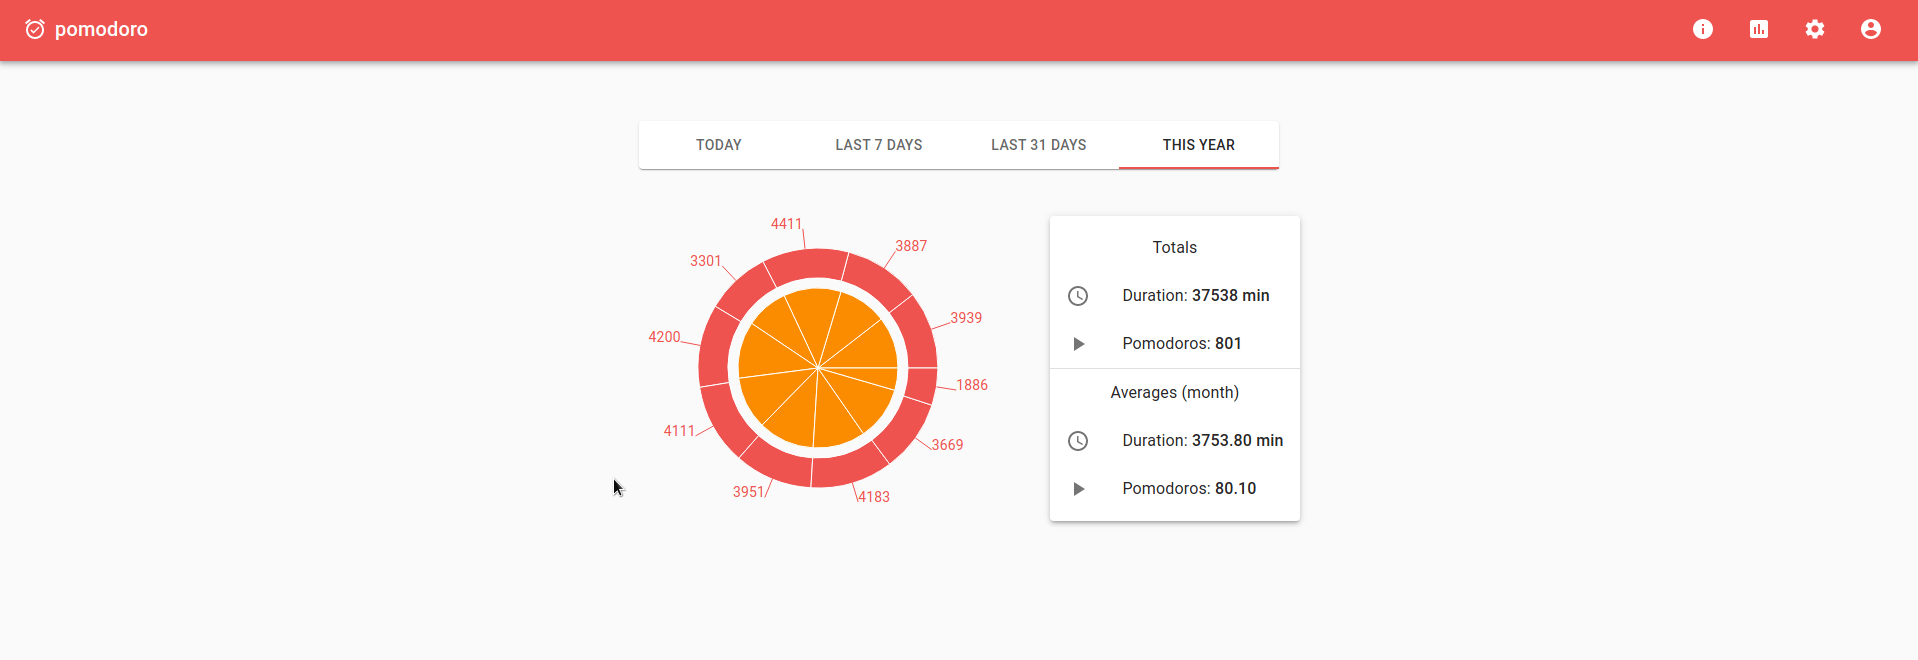 pomodoro
TODAY LAST 7 DAYS LAST 31 DAYS THIS YEAR
4411
3887
3301
3939
4200
1886
4111
3669
3951
4183
Totals
Duration: 37538 min
Pomodoros: 801
Averages (month)
Duration: 3753.80 min
Pomodoros: 80.10